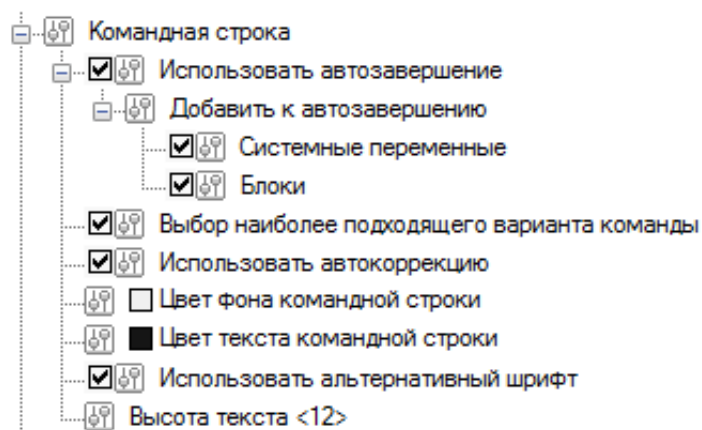 Командная строка
Использовать автозавершение
Добавить к автозавершению
Системные переменные
Блоки
Выбор наиболее подходящего варианта команды
Использовать автокоррекцию
Цвет фона командной строки
Цвет текста командной строки
Использовать альтернативный шрифт
Высота текста <12>